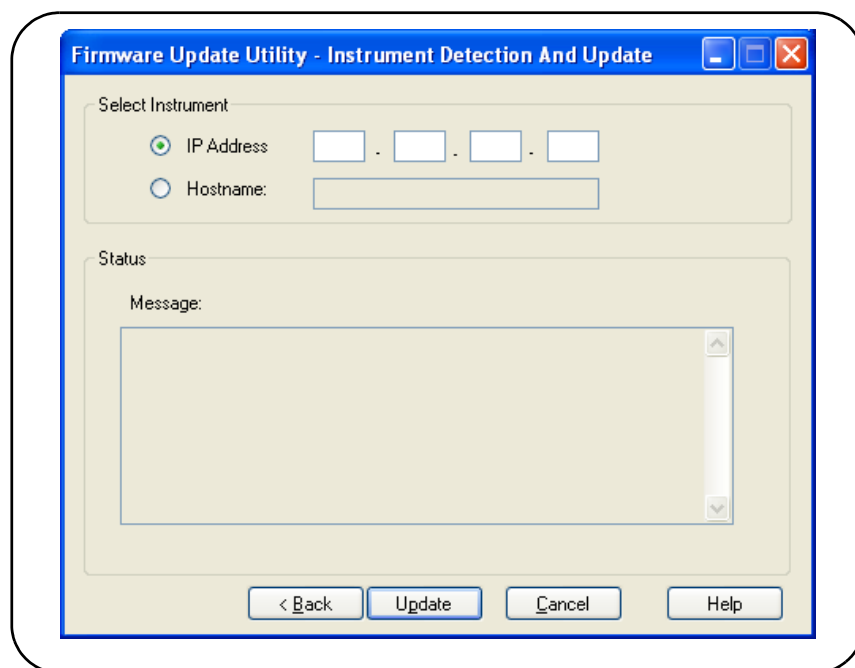 Firmware Update Utility - Instrument Detection And Update
Select Instrument
IP Address . . .
Hostname:
Status
Message:
< Back Update Cancel Help